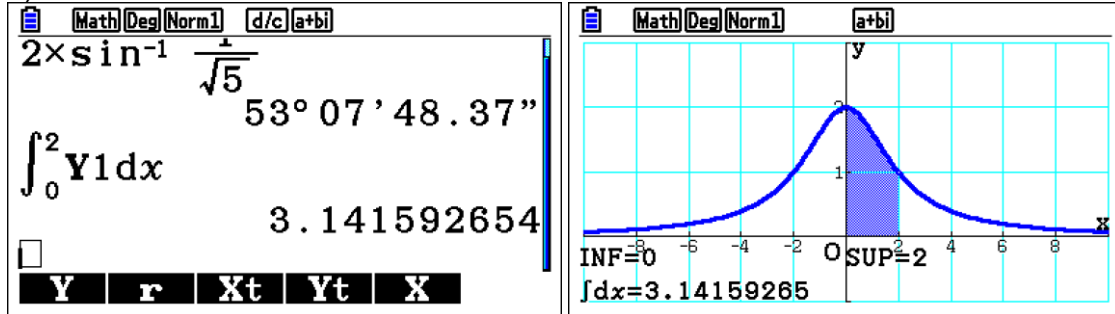 Math Deg Norm1 d/c a+bi
2×sin⁻¹ 1/√5
53°07’48.37”
∫₀² Y1dx
3.141592654
Y r Xt Yt X
Math Deg Norm1 a+bi
y
2
1
x
-8 -6 -4 -2 O 2 4 6 8
INF=0 SUP=2
∫dx=3.14159265